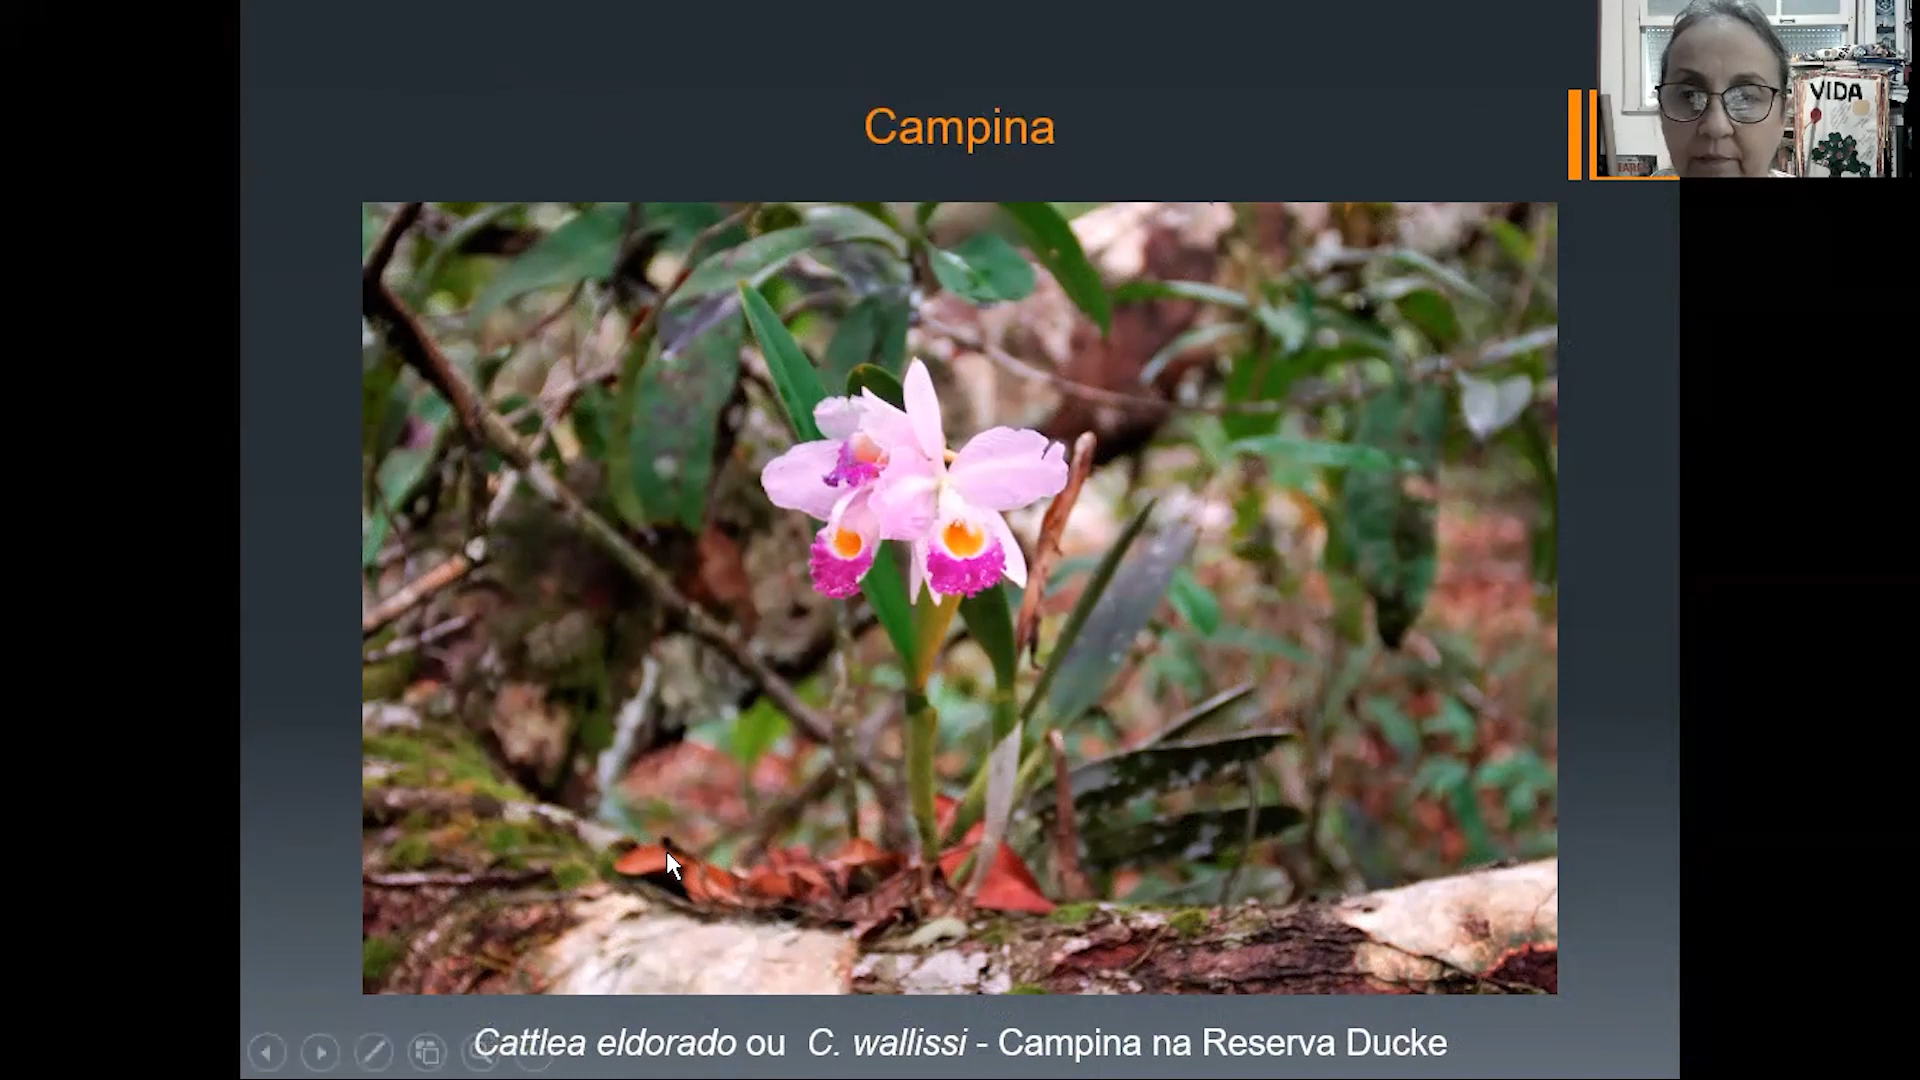 Campina
VIDA
Cattlea eldorado ou C. wallissi - Campina na Reserva Ducke